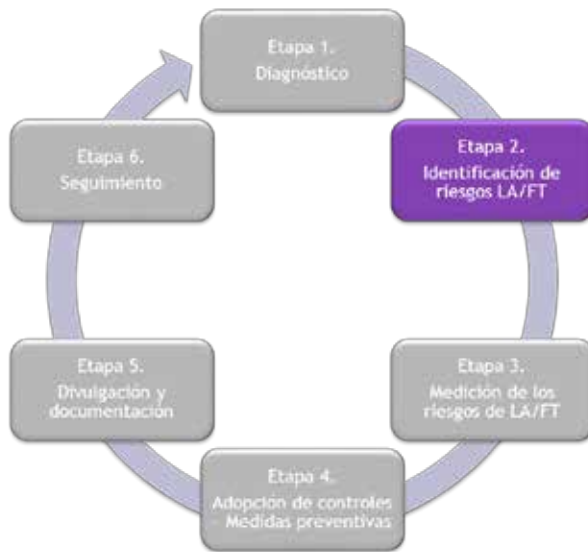 Etapa 1.
Diagnóstico
Etapa 2.
Identificación de
riesgos LA/FT
Etapa 3.
Medición de los
riesgos de LA/FT
Etapa 4.
Adopción de controles
- Medidas preventivas
Etapa 5.
Divulgación y
documentación
Etapa 6.
Seguimiento